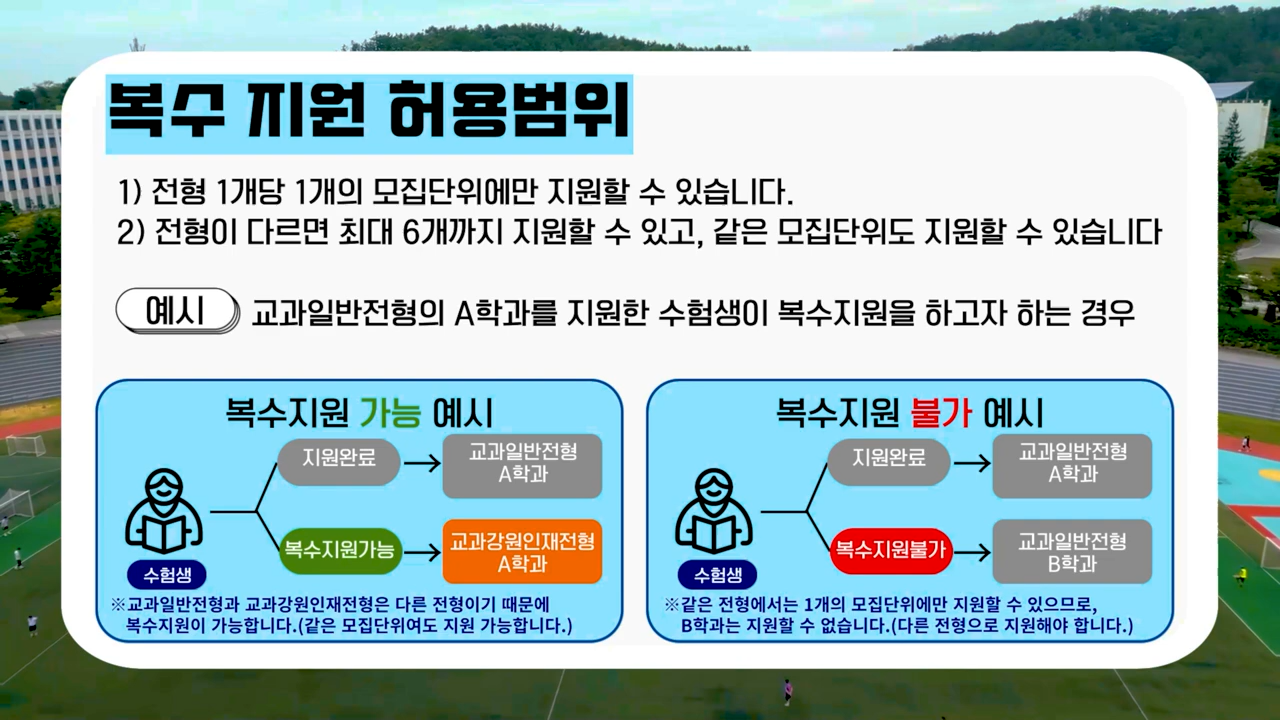 복수 지원 허용범위
1) 전형 1개당 1개의 모집단위에만 지원할 수 있습니다.
2) 전형이 다르면 최대 6개까지 지원할 수 있고, 같은 모집단위도 지원할 수 있습니다
예시 교과일반전형의 A학과를 지원한 수험생이 복수지원을 하고자 하는 경우
복수지원 가능 예시
지원완료
교과일반전형
A학과
복수지원가능
교과강원인재전형
A학과
수험생
※교과일반전형과 교과강원인재전형은 다른 전형이기 때문에
복수지원이 가능합니다.(같은 모집단위여도 지원 가능합니다.)
복수지원 불가 예시
지원완료
교과일반전형
A학과
복수지원불가
교과일반전형
B학과
수험생
※같은 전형에서는 1개의 모집단위에만 지원할 수 있으므로,
B학과는 지원할 수 없습니다.(다른 전형으로 지원해야 합니다.)